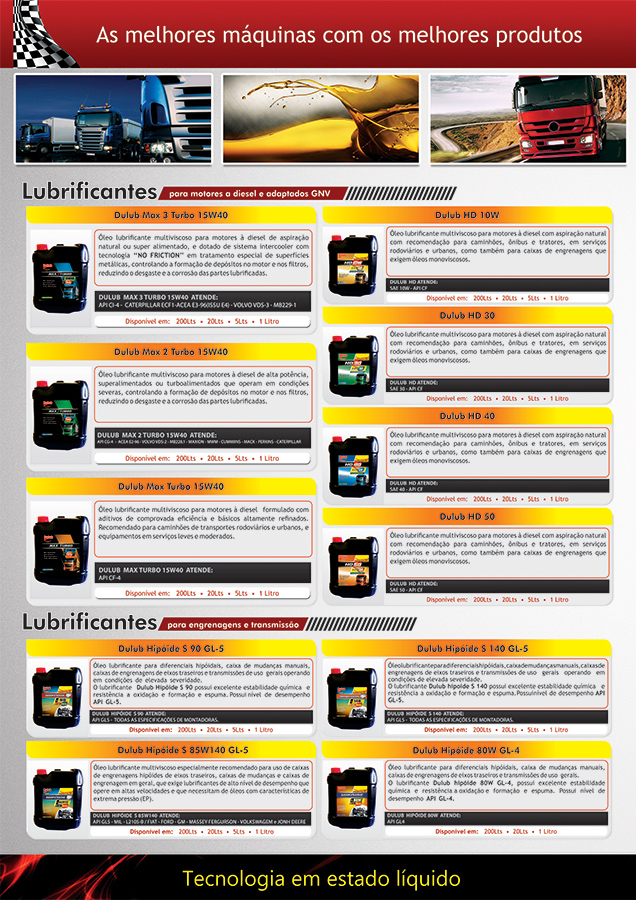 As melhores máquinas com os melhores produtos
Lubrificantes para motores a diesel e adaptados GNV
Dulub Max 3 Turbo 15W40
Óleo lubrificante multiviscoso para motores à diesel de aspiração
natural ou super alimentado, e dotado de sistema intercooler com
tecnologia "NO FRICTION" em tratamento especial de superfícies
metálicas, controlando a formação de depósitos no motor e nos filtros,
reduzindo o desgaste e a corrosão das partes lubrificadas.
DULUB MAX 3 TURBO 15W40 ATENDE:
API CI-4 - CATERPILAR ECF1-ACEA E3-96(ISSU E4) - VOLVO VDS-3 - MB229-1
Disponível em: 200Lts • 20Lts • 5Lts • 1 Litro
Dulub Max 2 Turbo 15W40
Óleo lubrificante multiviscoso para motores à diesel de alta potência,
superalimentados ou turboalimentados que operam em condições
severas, controlando a formação de depósitos no motor e nos filtros,
reduzindo o desgaste e a corrosão das partes lubrificadas.
DULUB MAX 2 TURBO 15W40 ATENDE:
API CG-4 - ACEA E2-96 - VOLVO VDS-2 - MB228.1 - MAXION - MWM - CUMMINS - MACK - PERKINS - CATERPILLAR
Disponível em: 200Lts • 20Lts • 5Lts • 1 Litro
Dulub Max Turbo 15W40
Óleo lubrificante multiviscoso para motores à diesel formulado com
aditivos de comprovada eficiência e básicos altamente refinados.
Recomendado para caminhões de transportes rodoviários e urbanos, e
equipamentos em serviços leves e moderados.
DULUB MAX TURBO 15W40 ATENDE:
API CF-4
Disponível em: 200Lts • 20Lts • 5Lts • 1 Litro
Dulub HD 10W
Óleo lubrificante monoviscoso para motores à diesel com aspiração natural
com recomendação para caminhões, ônibus e tratores, em serviços
rodoviários e urbanos, como também para caixas de engrenagens que
exigem óleos monoviscosos.
DULUB HD ATENDE:
SAE 10W - API CF
Disponível em: 200Lts • 20Lts • 5Lts • 1 Litro
Dulub HD 30
Óleo lubrificante monoviscoso para motores à diesel com aspiração natural
com recomendação para caminhões, ônibus e tratores, em serviços
rodoviários e urbanos, como também para caixas de engrenagens que
exigem óleos monoviscosos.
DULUB HD ATENDE:
SAE 30 - API CF
Disponível em: 200Lts • 20Lts • 5Lts • 1 Litro
Dulub HD 40
Óleo lubrificante monoviscoso para motores à diesel com aspiração natural
com recomendação para caminhões, ônibus e tratores, em serviços
rodoviários e urbanos, como também para caixas de engrenagens que
exigem óleos monoviscosos.
DULUB HD ATENDE:
SAE 40 - API CF
Disponível em: 200Lts • 20Lts • 5Lts • 1 Litro
Dulub HD 50
Óleo lubrificante monoviscoso para motores à diesel com aspiração natural
com recomendação para caminhões, ônibus e tratores, em serviços
rodoviários e urbanos, como também para caixas de engrenagens que
exigem óleos monoviscosos.
DULUB HD ATENDE:
SAE 50 - API CF
Disponível em: 200Lts • 20Lts • 5Lts • 1 Litro
Lubrificantes para engrenagens e transmissão
Dulub Hipóide S 90 GL-5
Óleo lubrificante para diferenciais hipóidais, caixa de mudanças manuais,
caixas de engrenagens de eixos traseiros e transmissões de uso gerais operando
em condições de elevada severidade.
O lubrificante Dulub Hipóide S 90 possui excelente estabilidade química e
resistência a oxidação e formação e espuma. Possui nível de desempenho
API GL-5.
DULUB HIPÓIDE S 90 ATENDE:
API GL5 - TODAS AS ESPECIFICAÇÕES DE MONTADORAS.
Disponível em: 200Lts • 20Lts • 5Lts • 1 Litro
Dulub Hipóide S 140 GL-5
Óleo lubrificante para diferenciais hipóidais, caixa de mudanças manuais, caixas de
engrenagens de eixos traseiros e transmissões de uso gerais operando em
condições de elevada severidade.
O lubrificante Dulub hipoide S 140 possui excelente estabilidade química e
resistência a oxidação e formação e espuma. Possui nível de desempenho API
GL-5.
DULUB HIPÓIDE S 140 ATENDE:
API GL5 - TODAS AS ESPECIFICAÇÕES DE MONTADORAS.
Disponível em: 200Lts • 20Lts • 5Lts • 1 Litro
Dulub Hipóide S 85W140 GL-5
Óleo lubrificante multiviscoso especialmente recomendado para uso de caixas
de engrenagens hipóides de eixos traseiros, caixas de mudanças e caixas de
engrenagem em geral, que exige lubrificantes de alto nível de desempenho que
opere em altas velocidades e que necessitam de óleos com características de
extrema pressão (EP).
DULUB HIPÓIDE S 85W140 ATENDE:
API GL5 - MIL - L2105-B / FIAT - FORD - GM - MASSEY FERGURSON - VOLKSWAGEM e JONH DEERE
Disponível em: 200Lts • 20Lts • 5Lts • 1 Litro
Dulub Hipóide 80W GL-4
Óleo lubrificante para diferenciais hipóidais, caixa de mudanças manuais,
caixas de engrenagens de eixos traseiros e transmissões de uso gerais.
O lubrificante Dulub hipóide 80W GL-4, possui excelente estabilidade
química e resistência a oxidação e formação e espuma. Possui nível de
desempenho API GL-4,
DULUB HIPÓIDE 80W ATENDE:
API GL4
Disponível em: 200Lts • 20Lts • 5Lts • 1 Litro
Tecnologia em estado líquido